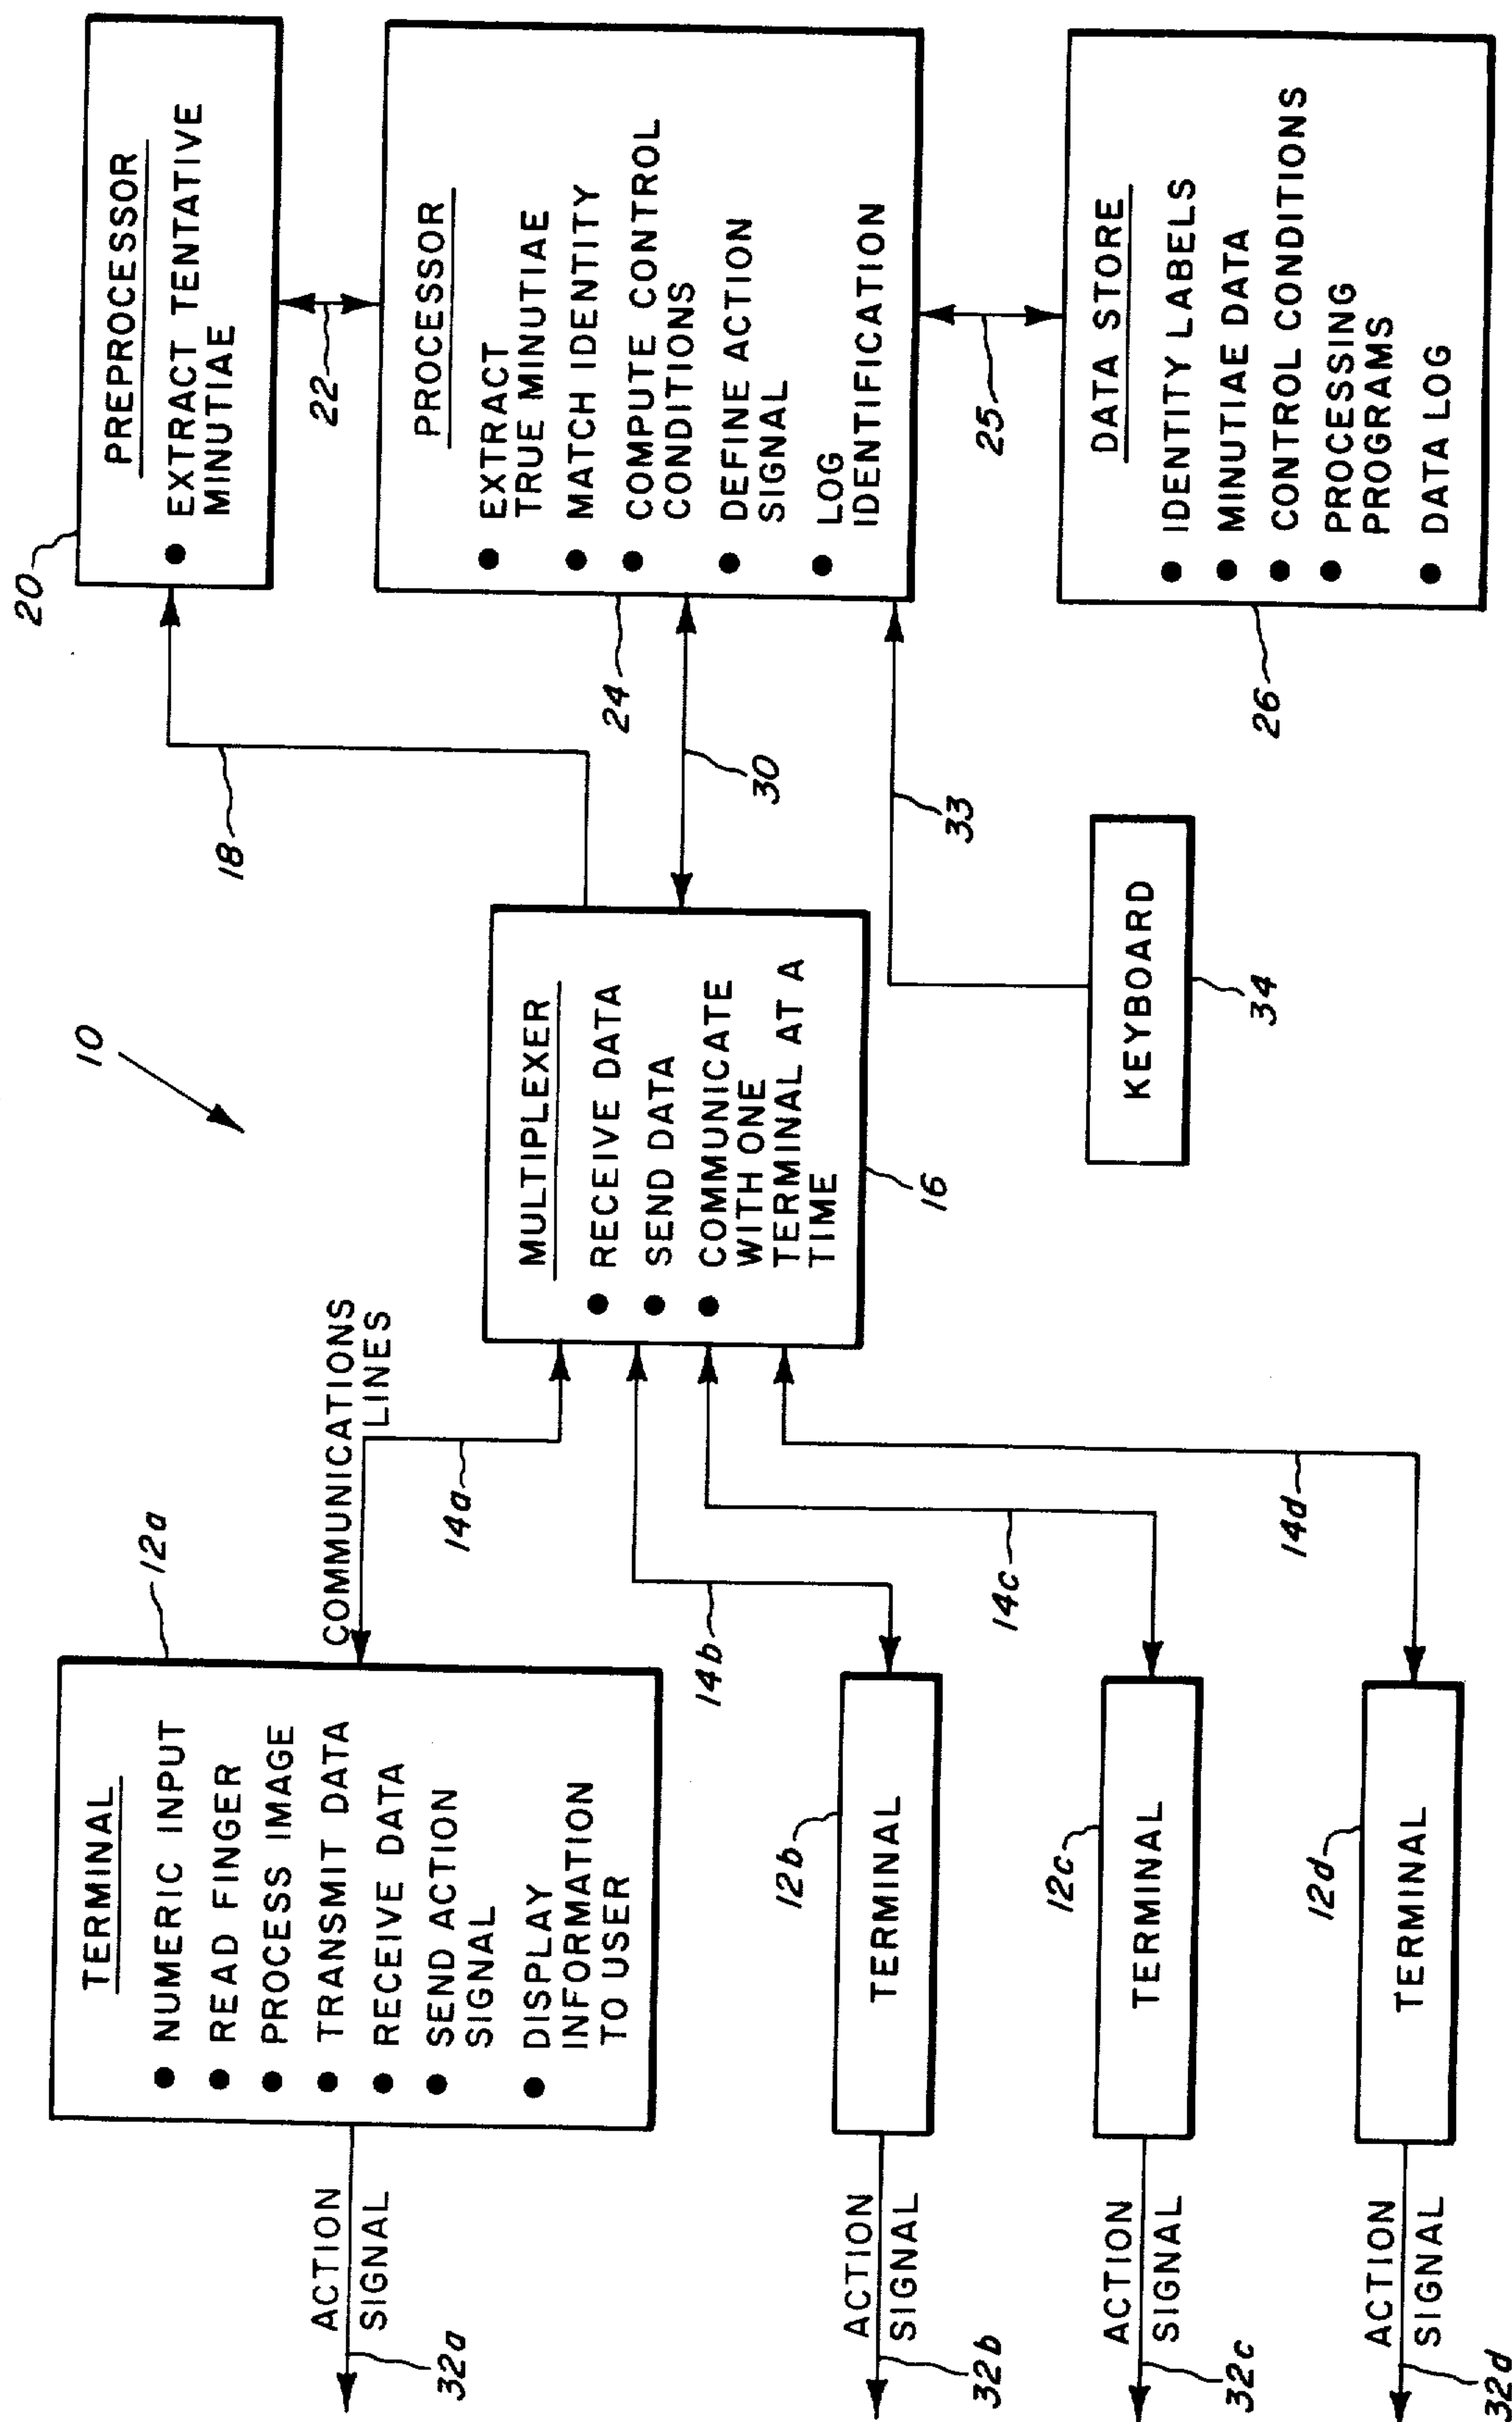 10
TERMINAL
● NUMERIC INPUT
● READ FINGER
● PROCESS IMAGE
● TRANSMIT DATA
● RECEIVE DATA
● SEND ACTION
SIGNAL
● DISPLAY
INFORMATION
TO USER
12a
ACTION
SIGNAL
32a
COMMUNICATIONS
LINES
14a
14b
14c
14d
TERMINAL
12b
ACTION
SIGNAL
32b
TERMINAL
12c
ACTION
SIGNAL
32c
TERMINAL
12d
ACTION
SIGNAL
32d
MULTIPLEXER
● RECEIVE DATA
● SEND DATA
● COMMUNICATE
WITH ONE
TERMINAL AT A
TIME
16
18
30
33
KEYBOARD
34
20
PREPROCESSOR
● EXTRACT TENTATIVE
MINUTIAE
22
PROCESSOR
● EXTRACT
TRUE MINUTIAE
● MATCH IDENTITY
● COMPUTE CONTROL
CONDITIONS
● DEFINE ACTION
SIGNAL
● LOG
IDENTIFICATION
24
25
DATA STORE
● IDENTITY LABELS
● MINUTIAE DATA
● CONTROL CONDITIONS
● PROCESSING
PROGRAMS
● DATA LOG
26